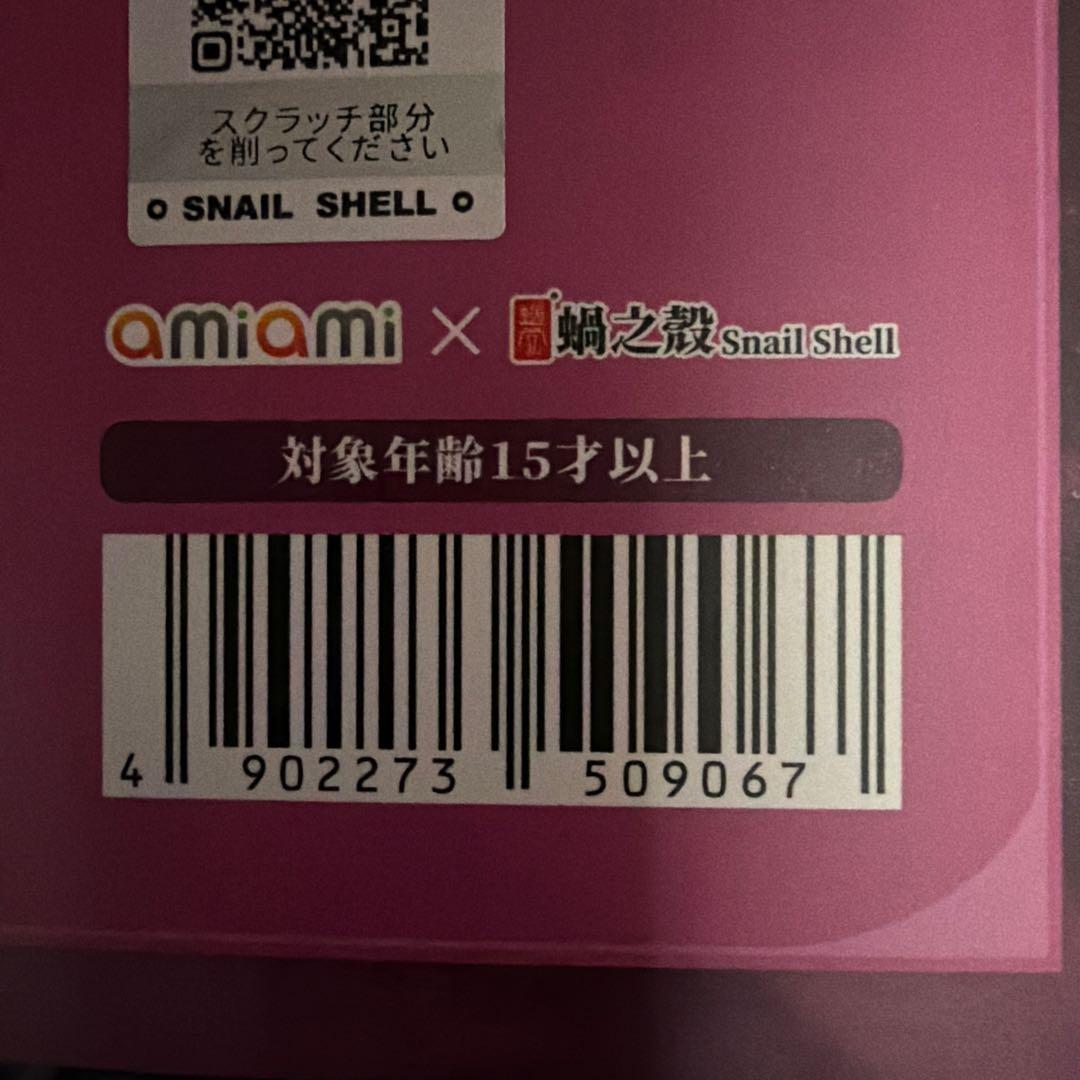 スクラッチ部分
を削ってください
SNAIL SHELL
amiami × 蝸之殼 Snail Shell
対象年齢15才以上
4 902273 509067